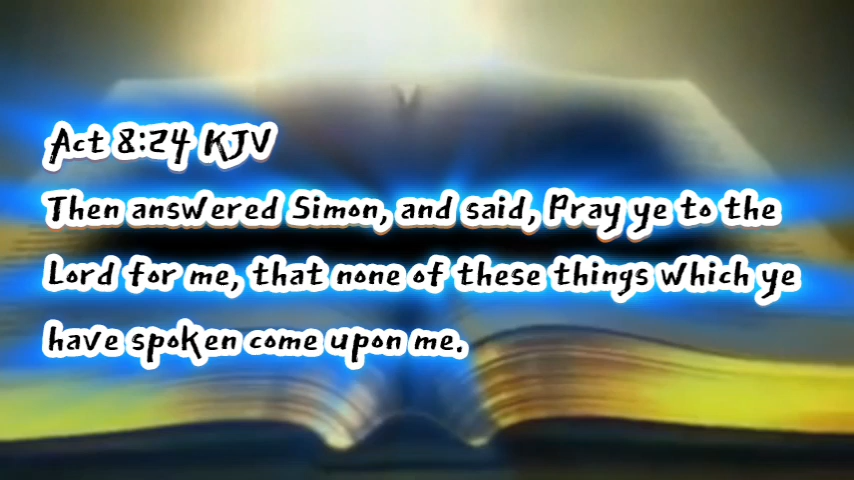 Act 8:24 KJV
Then answered Simon, and said, Pray ye to the
Lord for me, that none of these things which ye
have spoken come upon me.